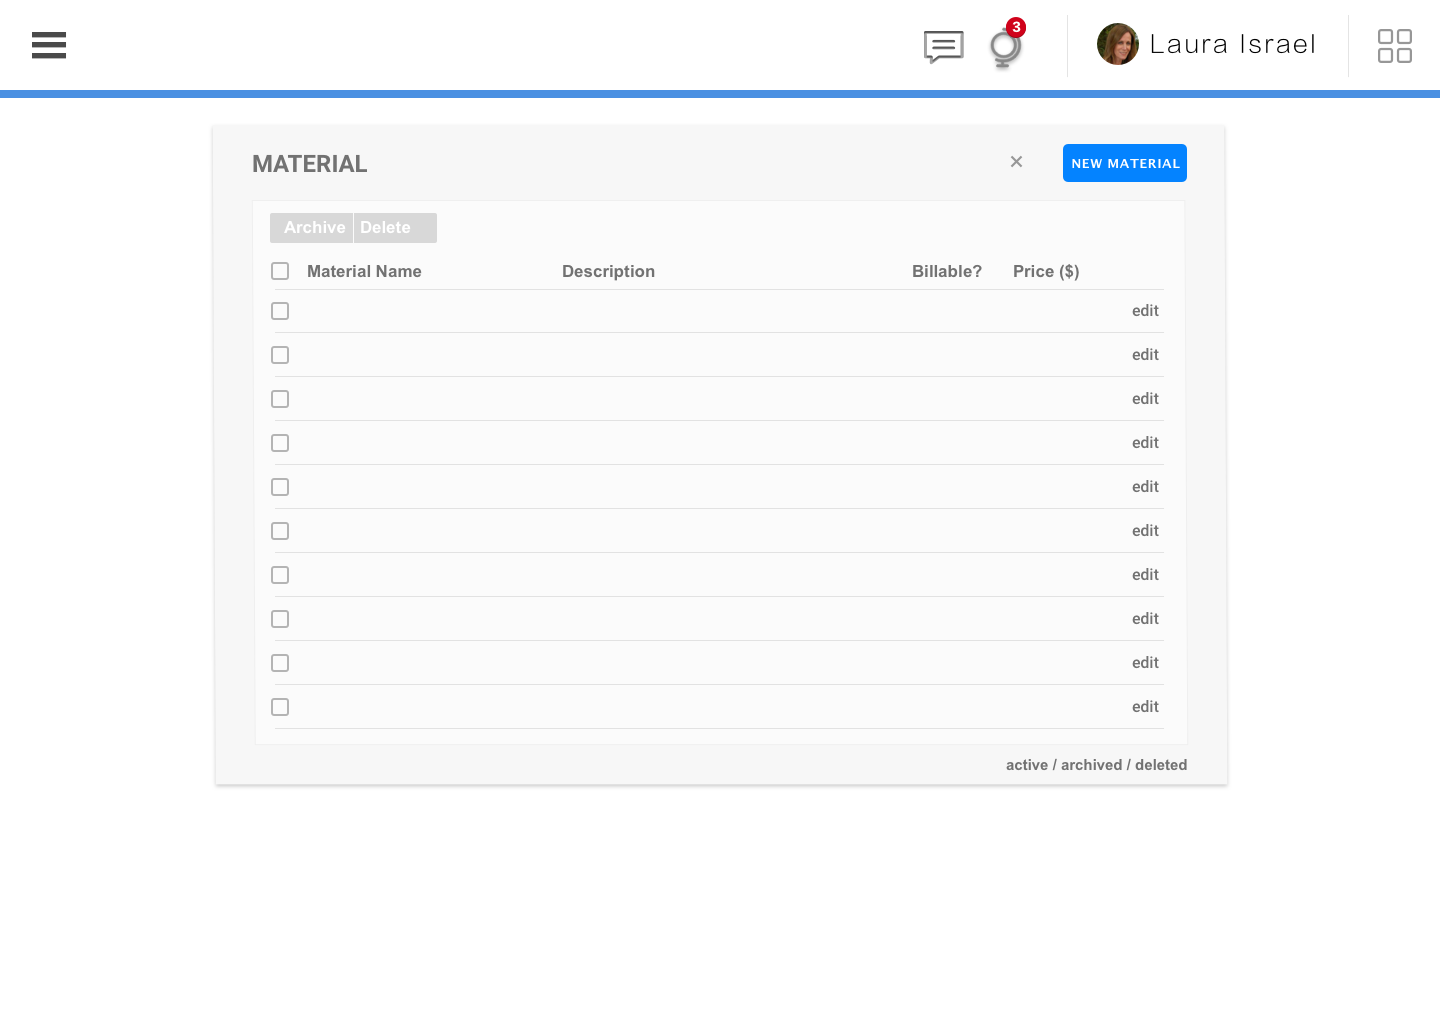 3
Laura Israel
MATERIAL
×
NEW MATERIAL
Archive Delete
Material Name Description Billable? Price ($)
edit
edit
edit
edit
edit
edit
edit
edit
edit
edit
active / archived / deleted